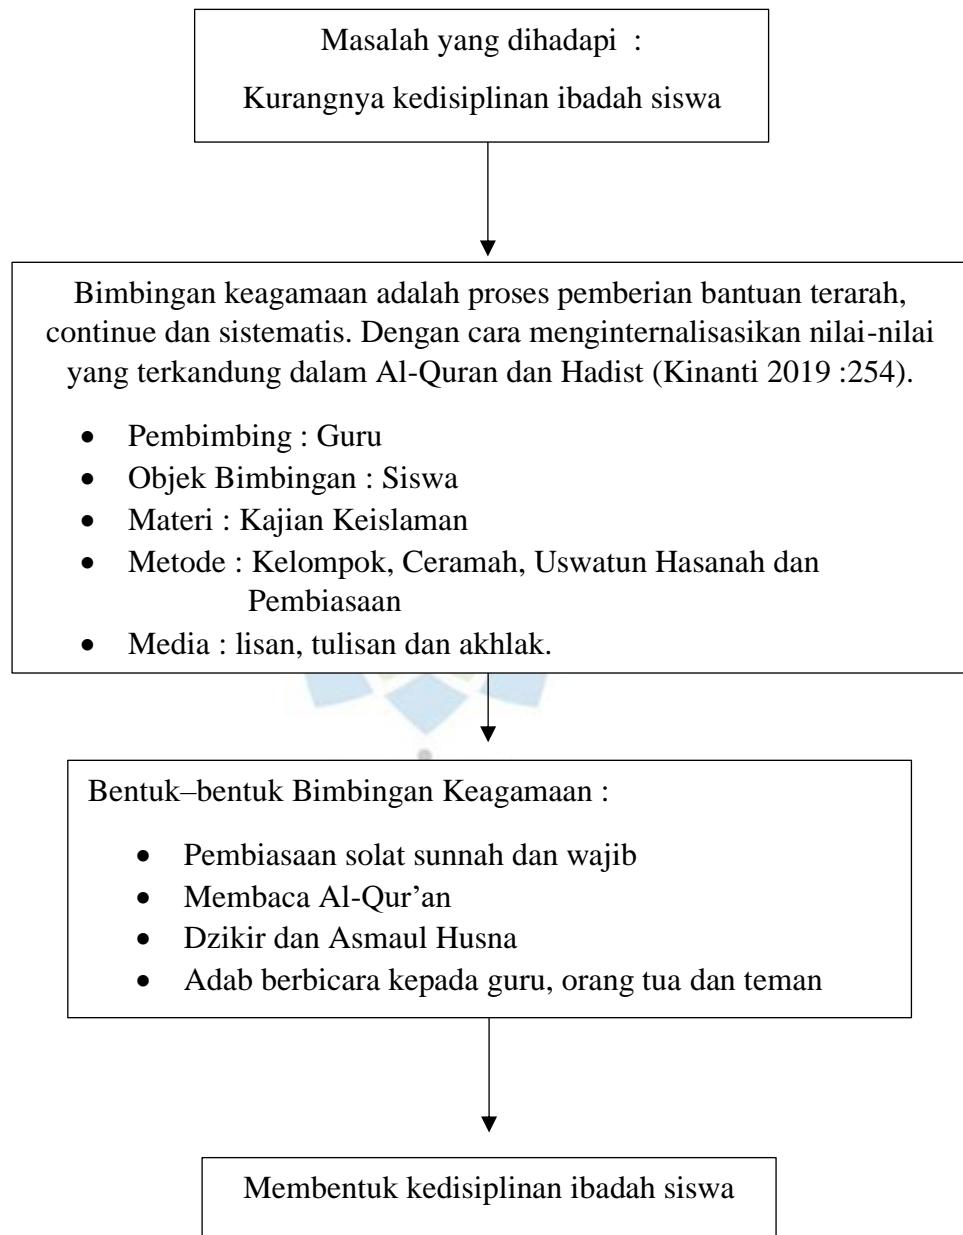 Masalah yang dihadapi :
Kurangnya kedisiplinan ibadah siswa
Bimbingan keagamaan adalah proses pemberian bantuan terarah,
continue dan sistematis. Dengan cara menginternalisasikan nilai-nilai
yang terkandung dalam Al-Quran dan Hadist (Kinanti 2019 :254).
• Pembimbing : Guru
• Objek Bimbingan : Siswa
• Materi : Kajian Keislaman
• Metode : Kelompok, Ceramah, Uswatun Hasanah dan
Pembiasaan
• Media : lisan, tulisan dan akhlak.
Bentuk–bentuk Bimbingan Keagamaan :
• Pembiasaan solat sunnah dan wajib
• Membaca Al-Qur’an
• Dzikir dan Asmaul Husna
• Adab berbicara kepada guru, orang tua dan teman
Membentuk kedisiplinan ibadah siswa